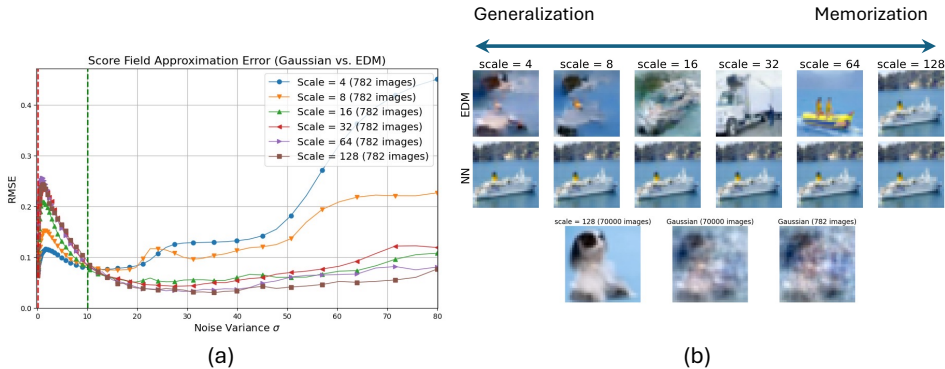 Generalization Memorization
Score Field Approximation Error (Gaussian vs. EDM)
Scale = 4 (782 images)
Scale = 8 (782 images)
Scale = 16 (782 images)
Scale = 32 (782 images)
Scale = 64 (782 images)
Scale = 128 (782 images)
RMSE
0.4
0.3
0.2
0.1
0.0
0 10 20 30 40 50 60 70 80
Noise Variance σ
(a)
scale = 4 scale = 8 scale = 16 scale = 32 scale = 64 scale = 128
EDM
NN
scale = 128 (70000 images) Gaussian (70000 images) Gaussian (782 images)
(b)